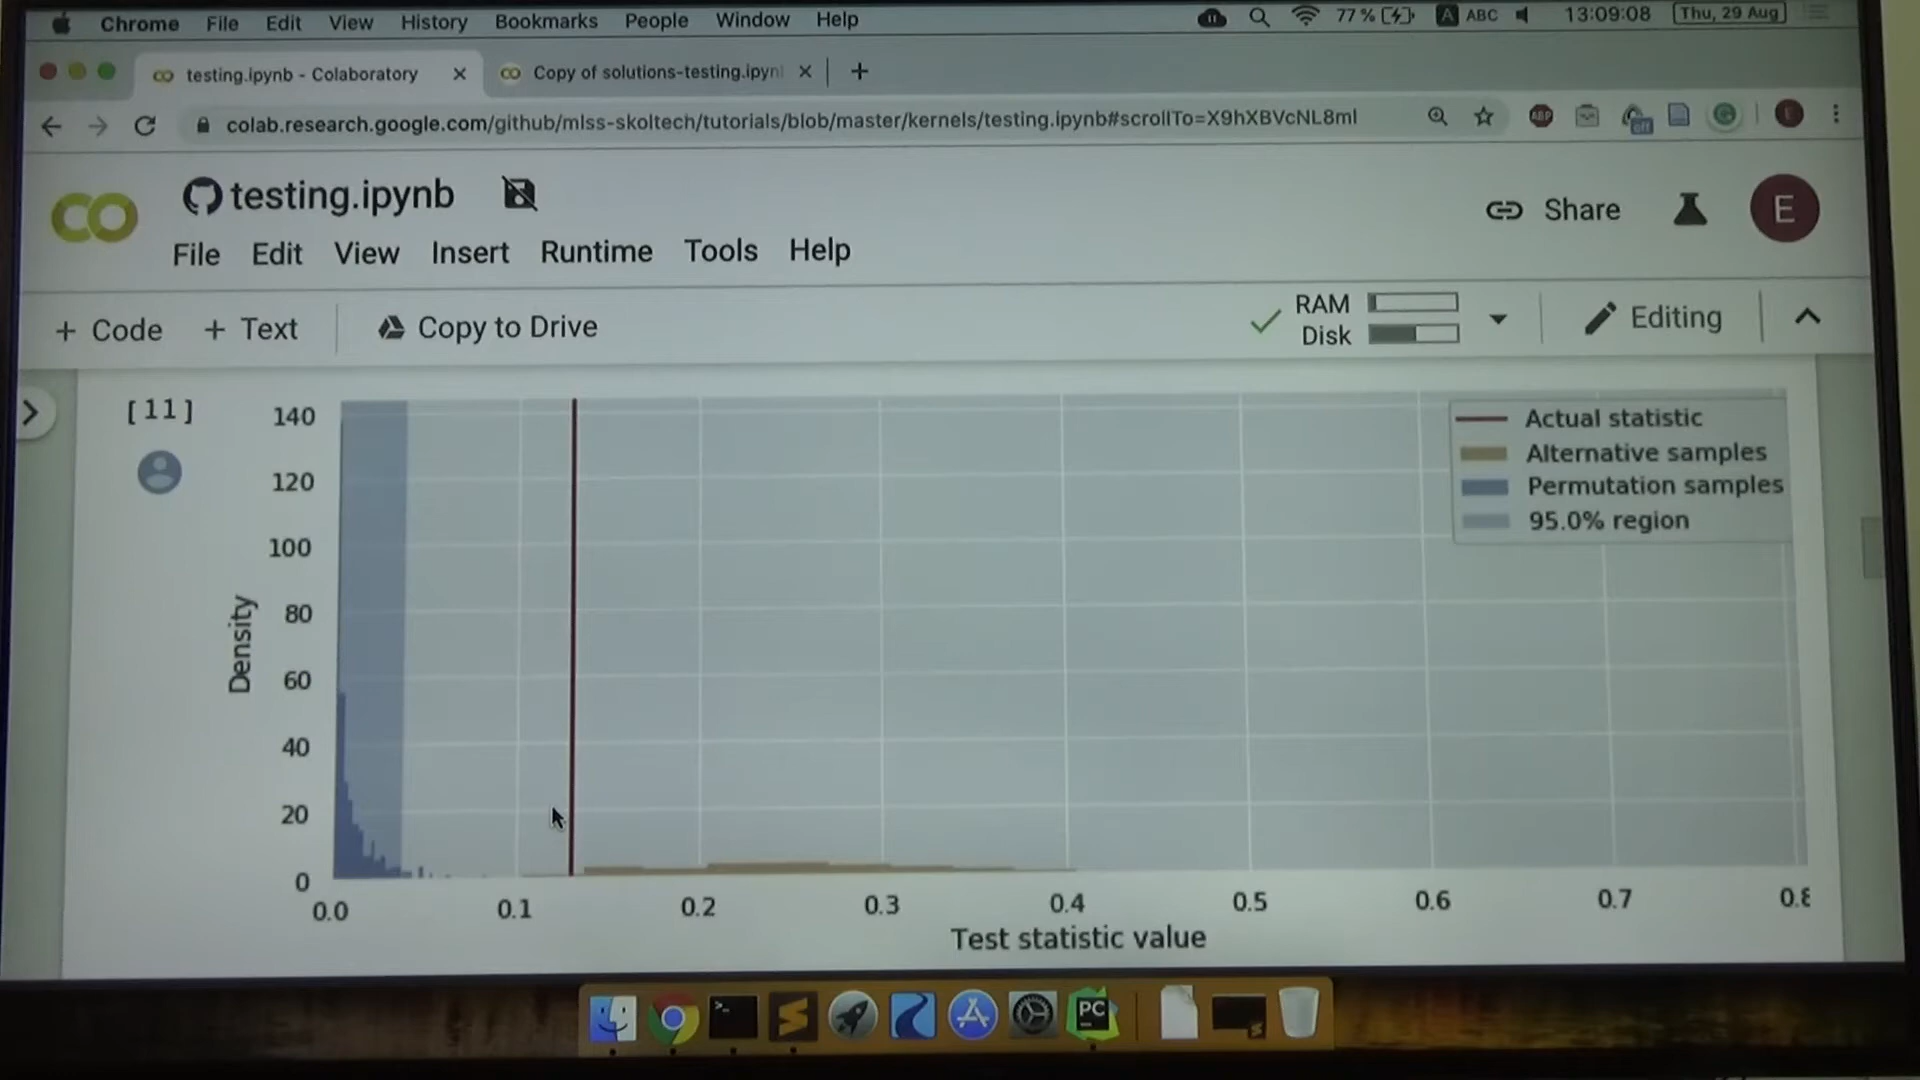 Chrome File Edit View History Bookmarks People Window Help 77% A ABC 13:09:08 Thu, 29 Aug
testing.ipynb - Colaboratory Copy of solutions-testing.ipyn
colab.research.google.com/github/mlss-skoltech/tutorials/blob/master/kernels/testing.ipynb#scrollTo=X9hXBVcNL8ml ABP off
CO testing.ipynb Share E
File Edit View Insert Runtime Tools Help
+ Code + Text Copy to Drive RAM Disk Editing
[11]
140
120
100
80
60
40
20
0
Density
Actual statistic
Alternative samples
Permutation samples
95.0% region
0.0 0.1 0.2 0.3 0.4 0.5 0.6 0.7 0.8
Test statistic value
PC